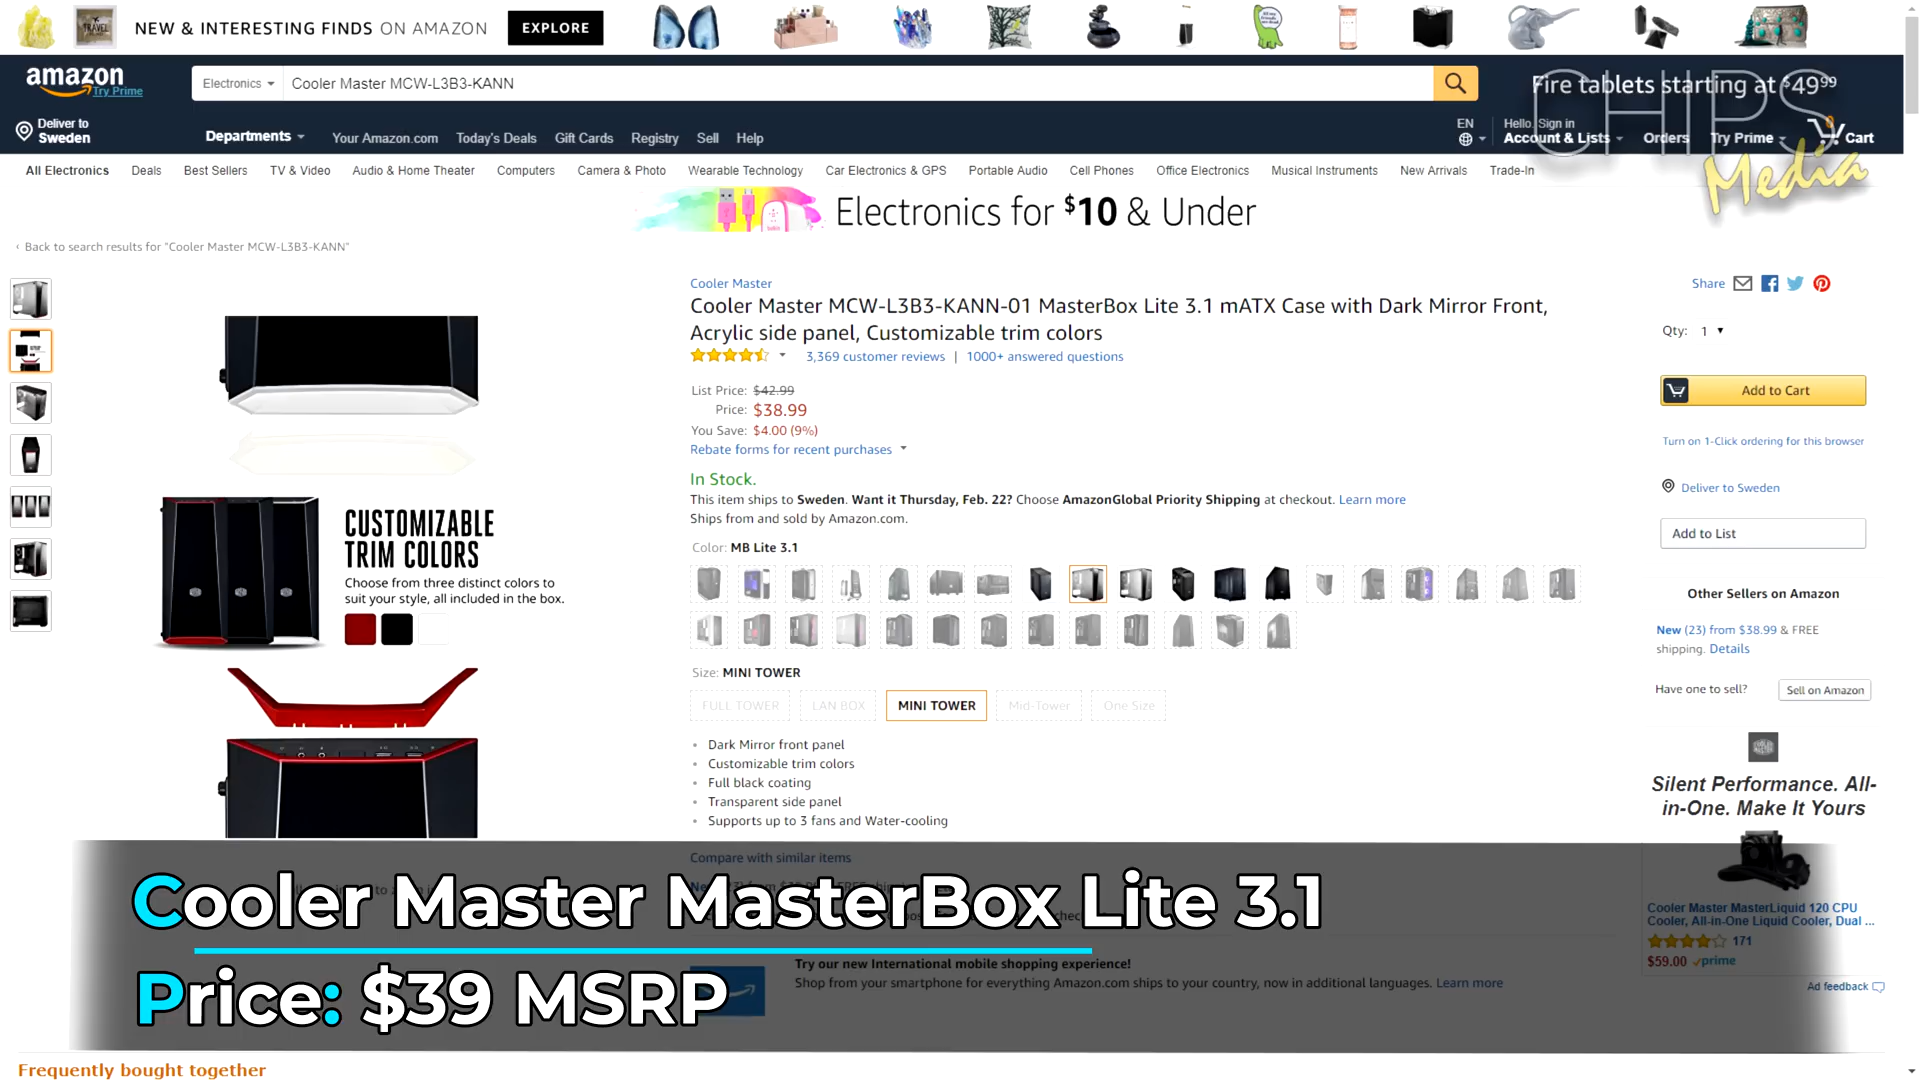 NEW & INTERESTING FINDS ON AMAZON
EXPLORE
amazon
Try Prime
Electronics
Cooler Master MCW-L3B3-KANN
Fire tablets starting at $49.99
CHIPS
Media
Deliver to
Sweden
Departments
Your Amazon.com
Today's Deals
Gift Cards
Registry
Sell
Help
EN
Hello. Sign in
Account & Lists
Orders
Try Prime
0
Cart
All Electronics
Deals
Best Sellers
TV & Video
Audio & Home Theater
Computers
Camera & Photo
Wearable Technology
Car Electronics & GPS
Portable Audio
Cell Phones
Office Electronics
Musical Instruments
New Arrivals
Trade-In
Electronics for $10 & Under
‹ Back to search results for "Cooler Master MCW-L3B3-KANN"
CUSTOMIZABLE
TRIM COLORS
Choose from three distinct colors to
suit your style, all included in the box.
Cooler Master
Cooler Master MCW-L3B3-KANN-01 MasterBox Lite 3.1 mATX Case with Dark Mirror Front,
Acrylic side panel, Customizable trim colors
3,369 customer reviews | 1000+ answered questions
List Price: $42.99
Price: $38.99
You Save: $4.00 (9%)
Rebate forms for recent purchases
In Stock.
This item ships to Sweden. Want it Thursday, Feb. 22? Choose AmazonGlobal Priority Shipping at checkout. Learn more
Ships from and sold by Amazon.com.
Color: MB Lite 3.1
Size: MINI TOWER
FULL TOWER
LAN BOX
MINI TOWER
Mid-Tower
One Size
• Dark Mirror front panel
• Customizable trim colors
• Full black coating
• Transparent side panel
• Supports up to 3 fans and Water-cooling
Compare with similar items
Share
Qty: 1
Add to Cart
Turn on 1-Click ordering for this browser
Deliver to Sweden
Add to List
Other Sellers on Amazon
New (23) from $38.99 & FREE
shipping. Details
Have one to sell?
Sell on Amazon
Silent Performance. All-
in-One. Make It Yours
Cooler Master MasterLiquid 120 CPU
Cooler, All-in-One Liquid Cooler, Dual ...
171
$59.00 prime
Ad feedback
Cooler Master MasterBox Lite 3.1
Price: $39 MSRP
Try our new International mobile shopping experience!
Shop from your smartphone for everything Amazon.com ships to your country, now in additional languages. Learn more
Frequently bought together